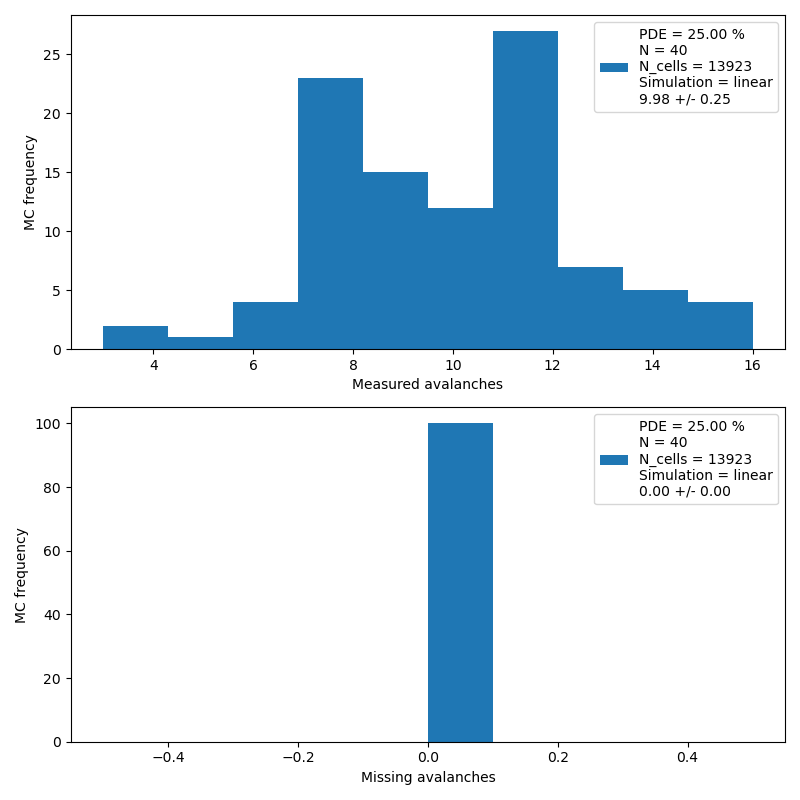 PDE = 25.00 %
N = 40
N_cells = 13923
Simulation = linear
9.98 +/- 0.25
MC frequency
25
20
15
10
5
0
4 6 8 10 12 14 16
Measured avalanches
PDE = 25.00 %
N = 40
N_cells = 13923
Simulation = linear
0.00 +/- 0.00
MC frequency
100
80
60
40
20
0
−0.4 −0.2 0.0 0.2 0.4
Missing avalanches